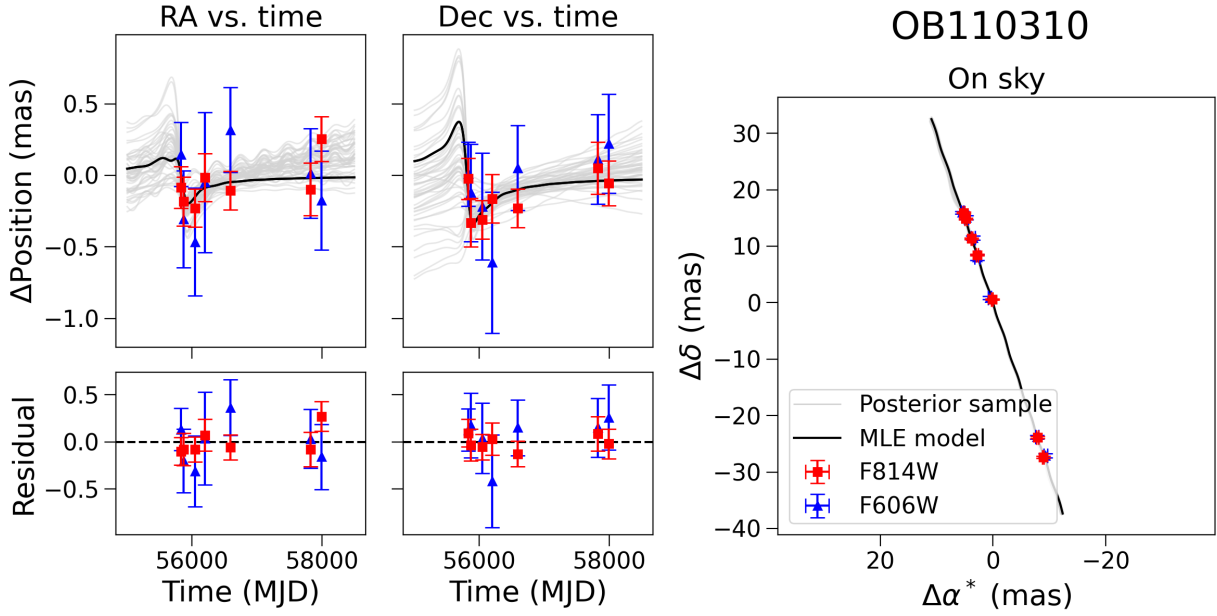 RA vs. time
Dec vs. time
OB110310
On sky
ΔPosition (mas)
0.5
0.0
−0.5
−1.0
Residual
0.5
0.0
−0.5
56000
58000
56000
58000
Time (MJD)
Time (MJD)
Δδ (mas)
30
20
10
0
−10
−20
−30
−40
Posterior sample
MLE model
F814W
F606W
20
0
−20
Δα* (mas)